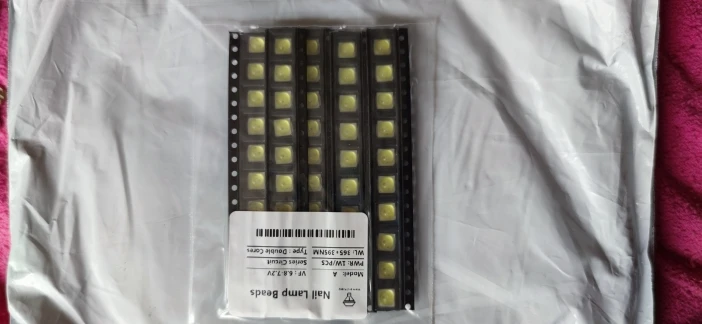 Nail Lamp Beads
Model: A VF : 6.8-7.2V
PWR: 1W/PCS Series Circuit
WL: 365+395NM Type : Double Cores